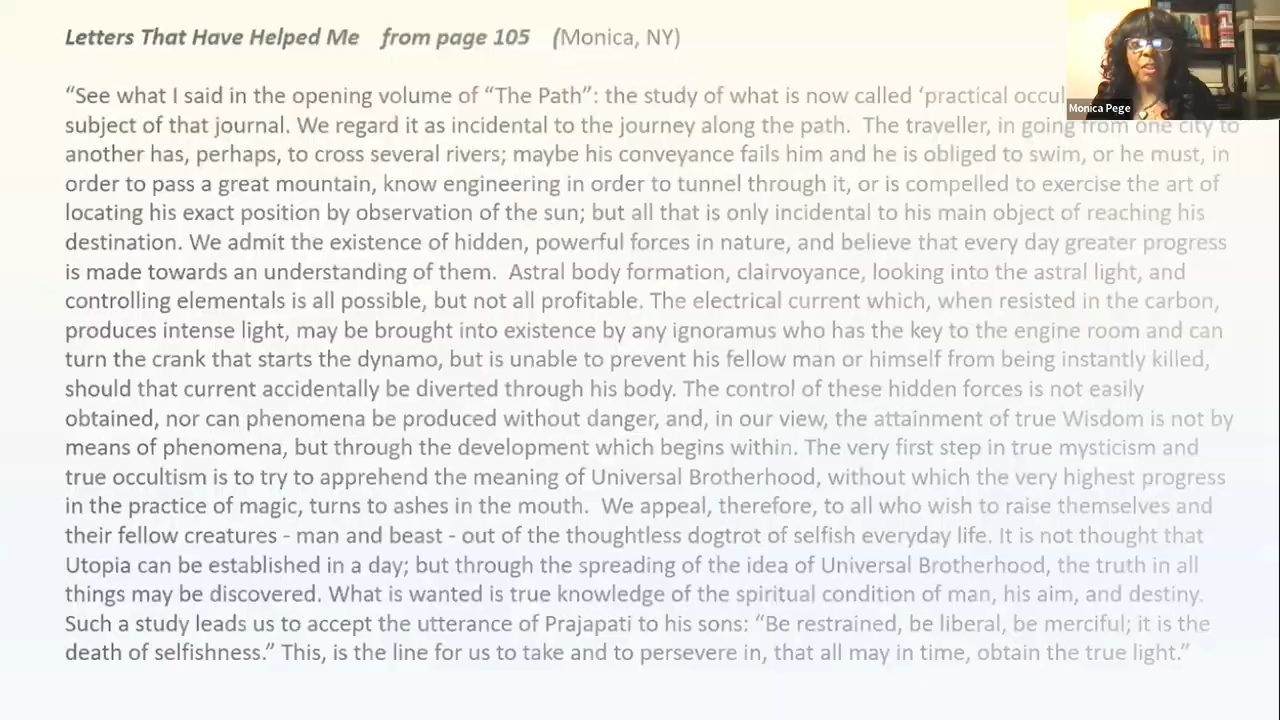 Letters That Have Helped Me from page 105 (Monica, NY)
“See what I said in the opening volume of “The Path”: the study of what is now called ‘practical
Monica Pege
subject of that journal. We regard it as incidental to the journey along the path. The traveller, in going from one city to
another has, perhaps, to cross several rivers; maybe his conveyance fails him and he is obliged to swim, or he must, in
order to pass a great mountain, know engineering in order to tunnel through it, or is compelled to exercise the art of
locating his exact position by observation of the sun; but all that is only incidental to his main object of reaching his
destination. We admit the existence of hidden, powerful forces in nature, and believe that every day greater progress
is made towards an understanding of them. Astral body formation, clairvoyance, looking into the astral light, and
controlling elementals is all possible, but not all profitable. The electrical current which, when resisted in the carbon,
produces intense light, may be brought into existence by any ignoramus who has the key to the engine room and can
turn the crank that starts the dynamo, but is unable to prevent his fellow man or himself from being instantly killed,
should that current accidentally be diverted through his body. The control of these hidden forces is not easily
obtained, nor can phenomena be produced without danger, and, in our view, the attainment of true Wisdom is not by
means of phenomena, but through the development which begins within. The very first step in true mysticism and
true occultism is to try to apprehend the meaning of Universal Brotherhood, without which the very highest progress
in the practice of magic, turns to ashes in the mouth. We appeal, therefore, to all who wish to raise themselves and
their fellow creatures - man and beast - out of the thoughtless dogtrot of selfish everyday life. It is not thought that
Utopia can be established in a day; but through the spreading of the idea of Universal Brotherhood, the truth in all
things may be discovered. What is wanted is true knowledge of the spiritual condition of man, his aim, and destiny.
Such a study leads us to accept the utterance of Prajapati to his sons: “Be restrained, be liberal, be merciful; it is the
death of selfishness.” This, is the line for us to take and to persevere in, that all may in time, obtain the true light.”